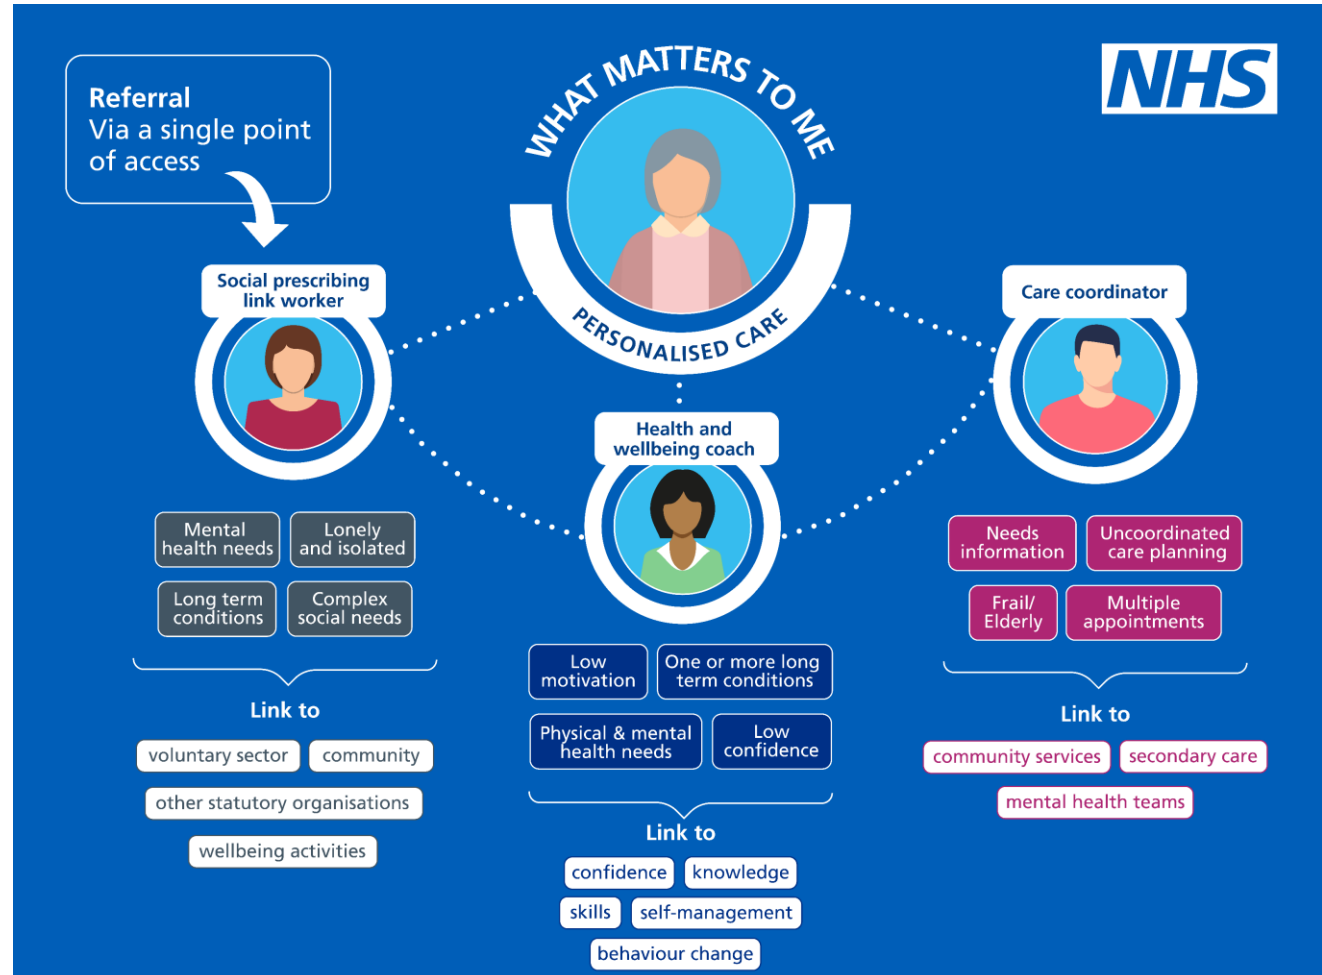 Referral
Via a single point
of access
WHAT MATTERS TO ME
PERSONALISED CARE
NHS
Social prescribing
link worker
Mental
health needs
Lonely
and isolated
Long term
conditions
Complex
social needs
Link to
voluntary sector
community
other statutory organisations
wellbeing activities
Health and
wellbeing coach
Low
motivation
One or more long
term conditions
Physical & mental
health needs
Low
confidence
Link to
confidence
knowledge
skills
self-management
behaviour change
Care coordinator
Needs
information
Uncoordinated
care planning
Frail/
Elderly
Multiple
appointments
Link to
community services
secondary care
mental health teams